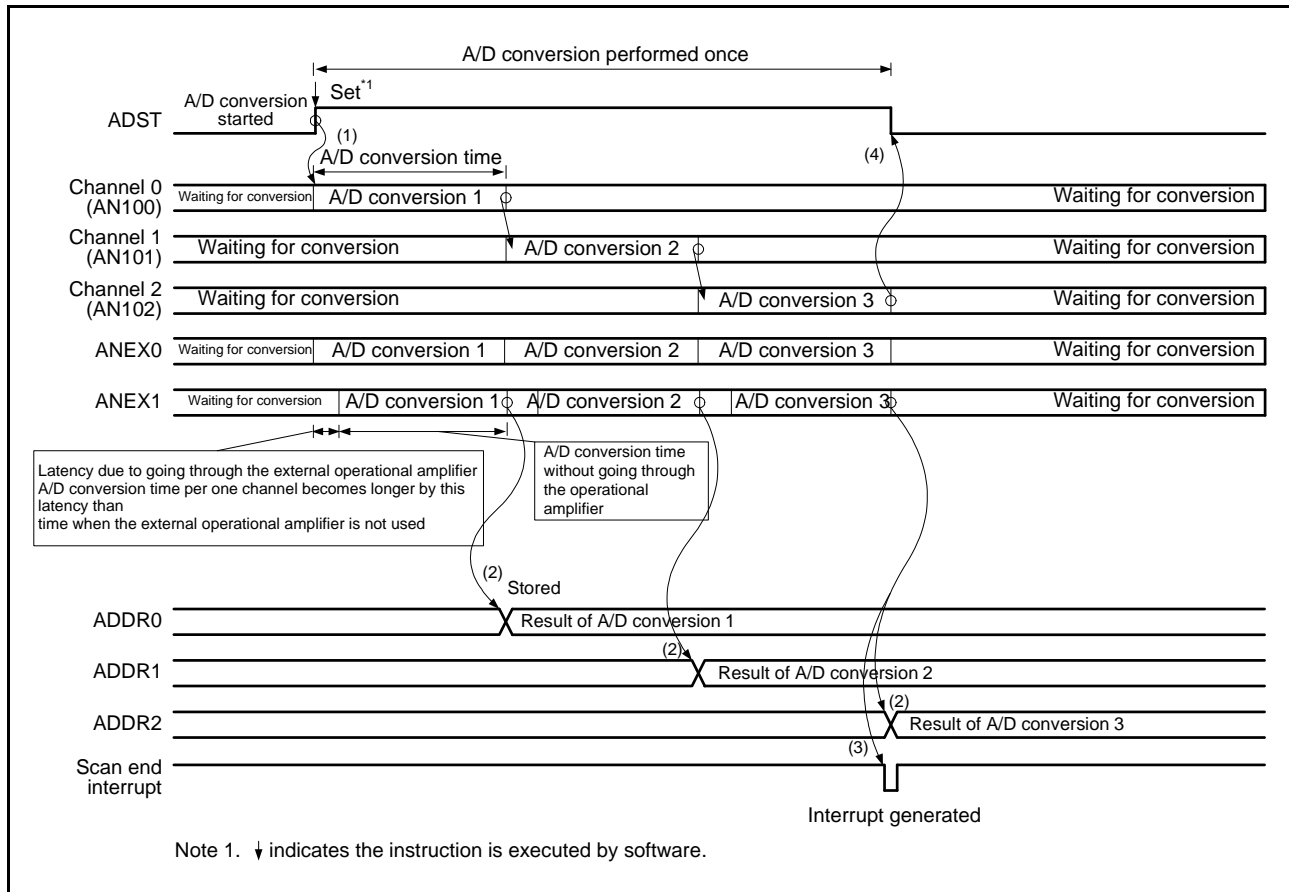 A/D conversion performed once
Set*1
A/D conversion
started
ADST
(1)
A/D conversion time
(4)
Channel 0
(AN100)
Waiting for conversion
A/D conversion 1
Waiting for conversion
Channel 1
(AN101)
Waiting for conversion
A/D conversion 2
Waiting for conversion
Channel 2
(AN102)
Waiting for conversion
A/D conversion 3
Waiting for conversion
ANEX0
Waiting for conversion
A/D conversion 1
A/D conversion 2
A/D conversion 3
Waiting for conversion
ANEX1
Waiting for conversion
A/D conversion 1
A/D conversion 2
A/D conversion 3
Waiting for conversion
Latency due to going through the external operational amplifier
A/D conversion time per one channel becomes longer by this
latency than
time when the external operational amplifier is not used
A/D conversion time
without going through
the operational
amplifier
(2)
Stored
ADDR0
Result of A/D conversion 1
(2)
ADDR1
Result of A/D conversion 2
(2)
ADDR2
Result of A/D conversion 3
(3)
Scan end
interrupt
Interrupt generated
Note 1. ↓ indicates the instruction is executed by software.